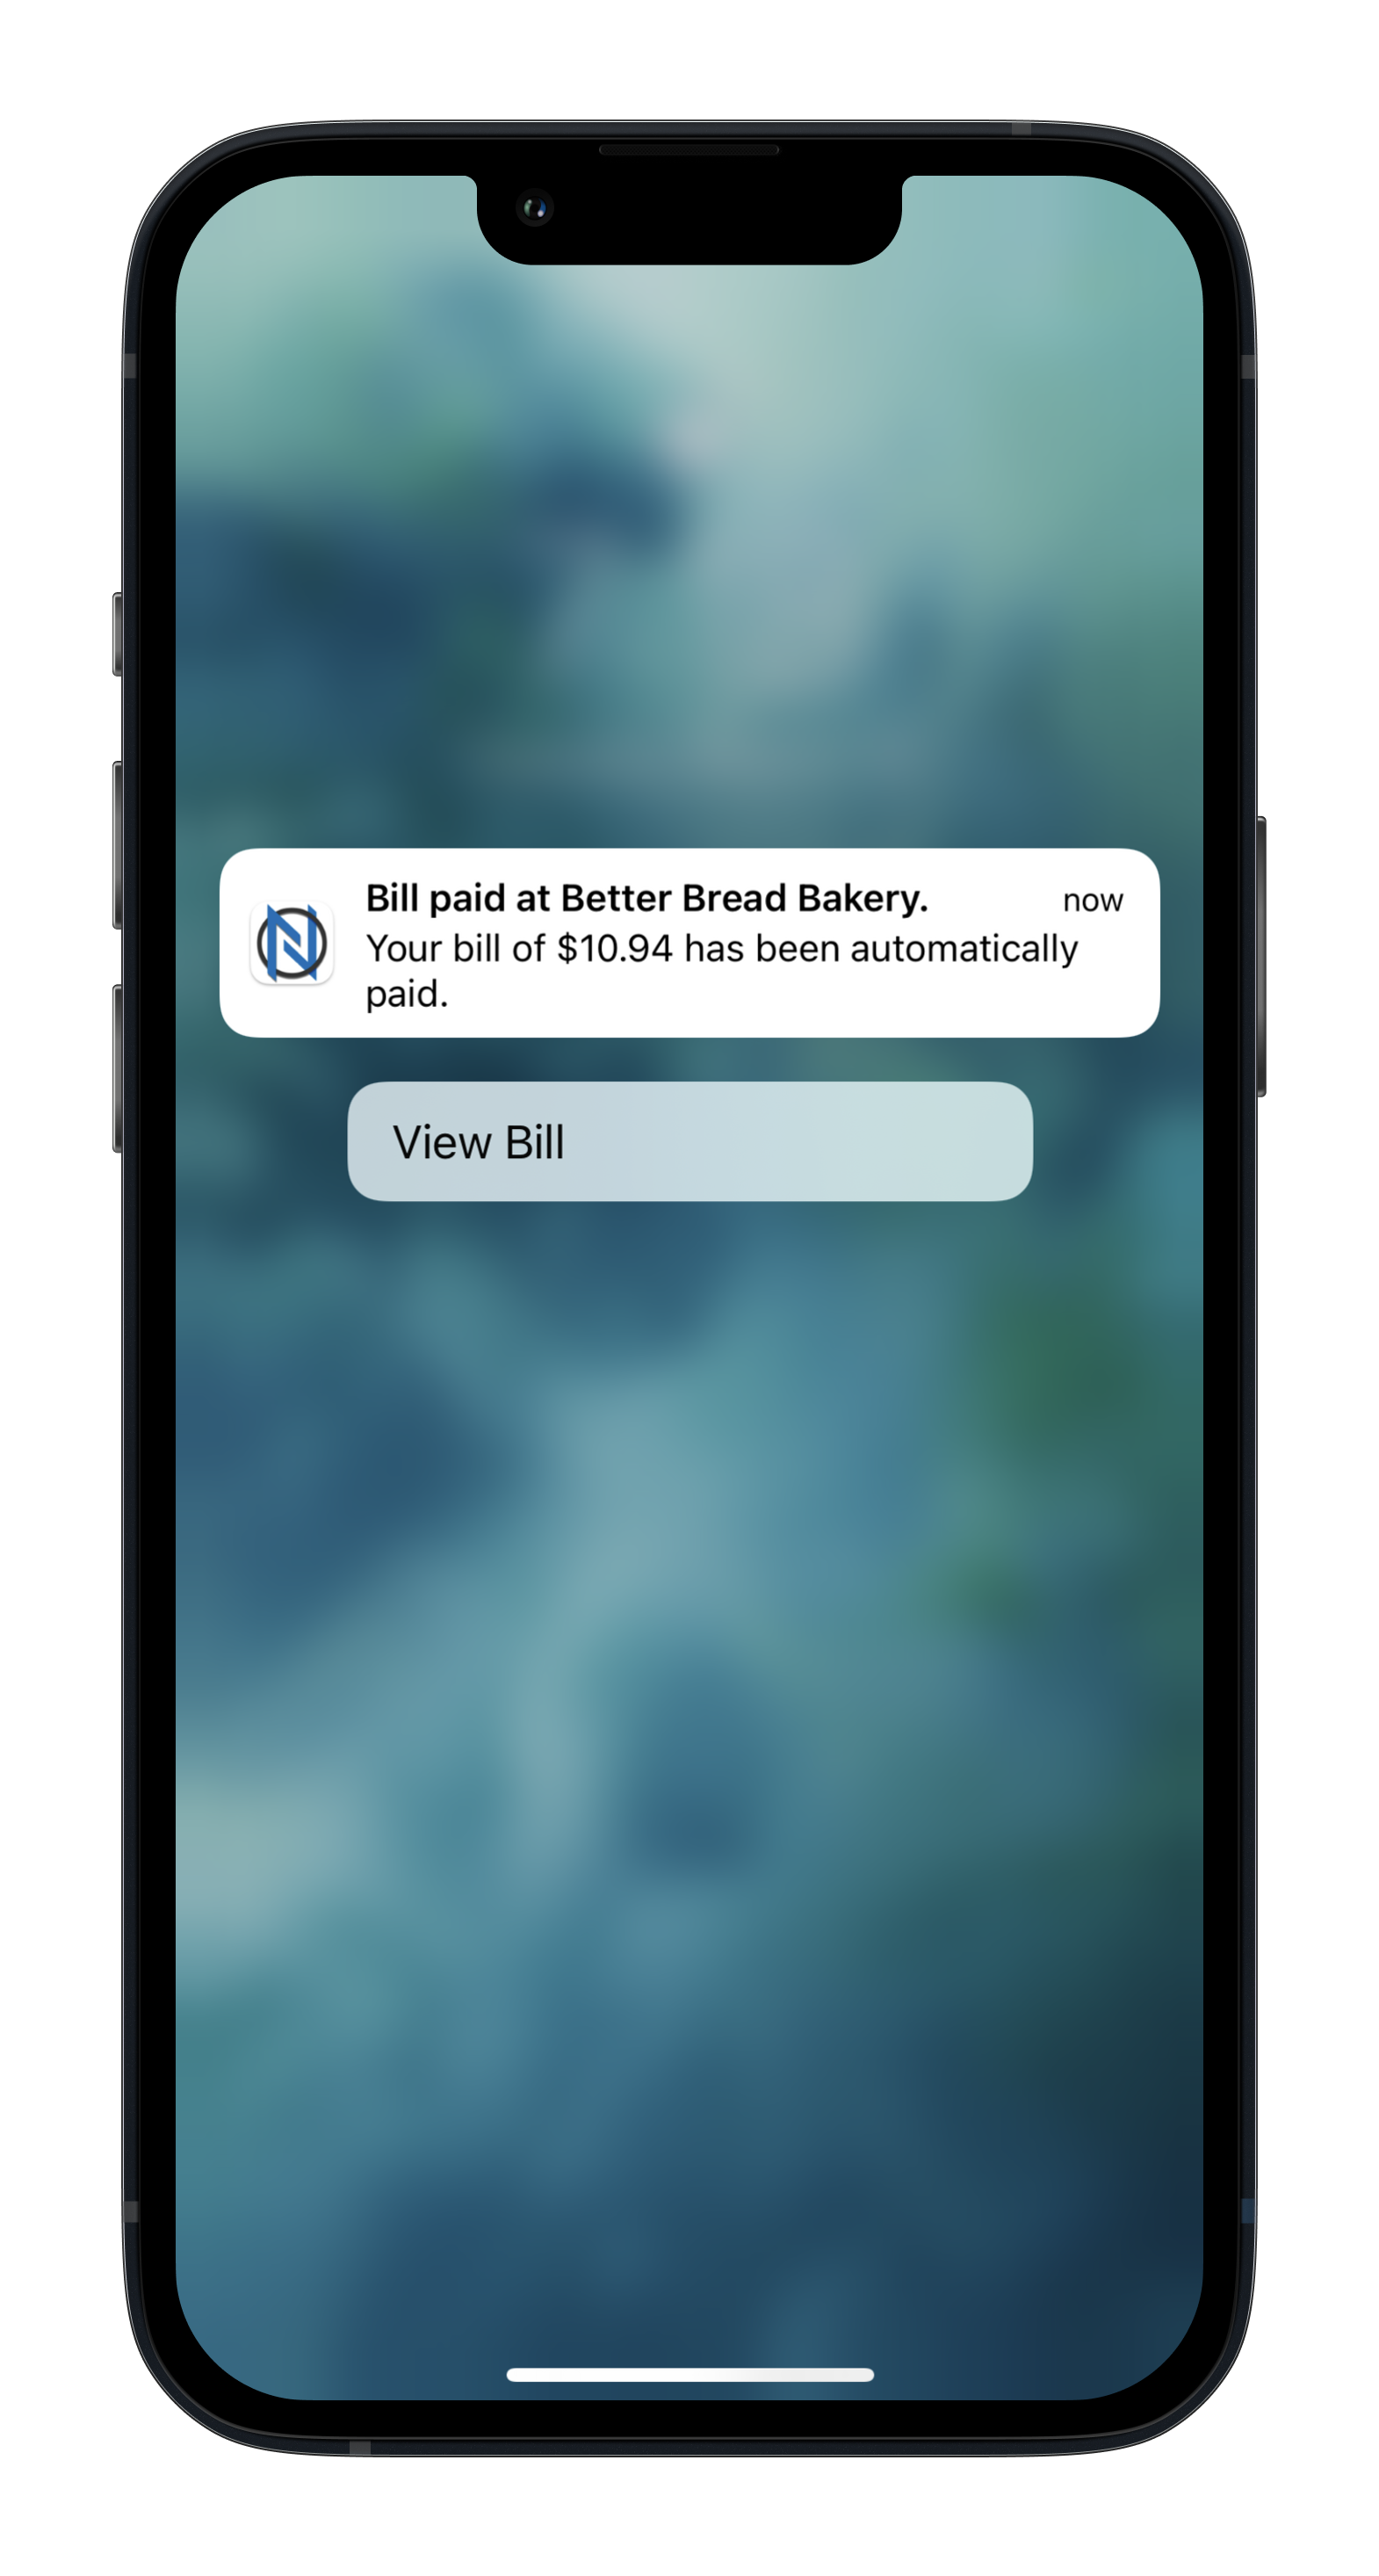 Bill paid at Better Bread Bakery.
now
Your bill of $10.94 has been automatically
paid.
View Bill